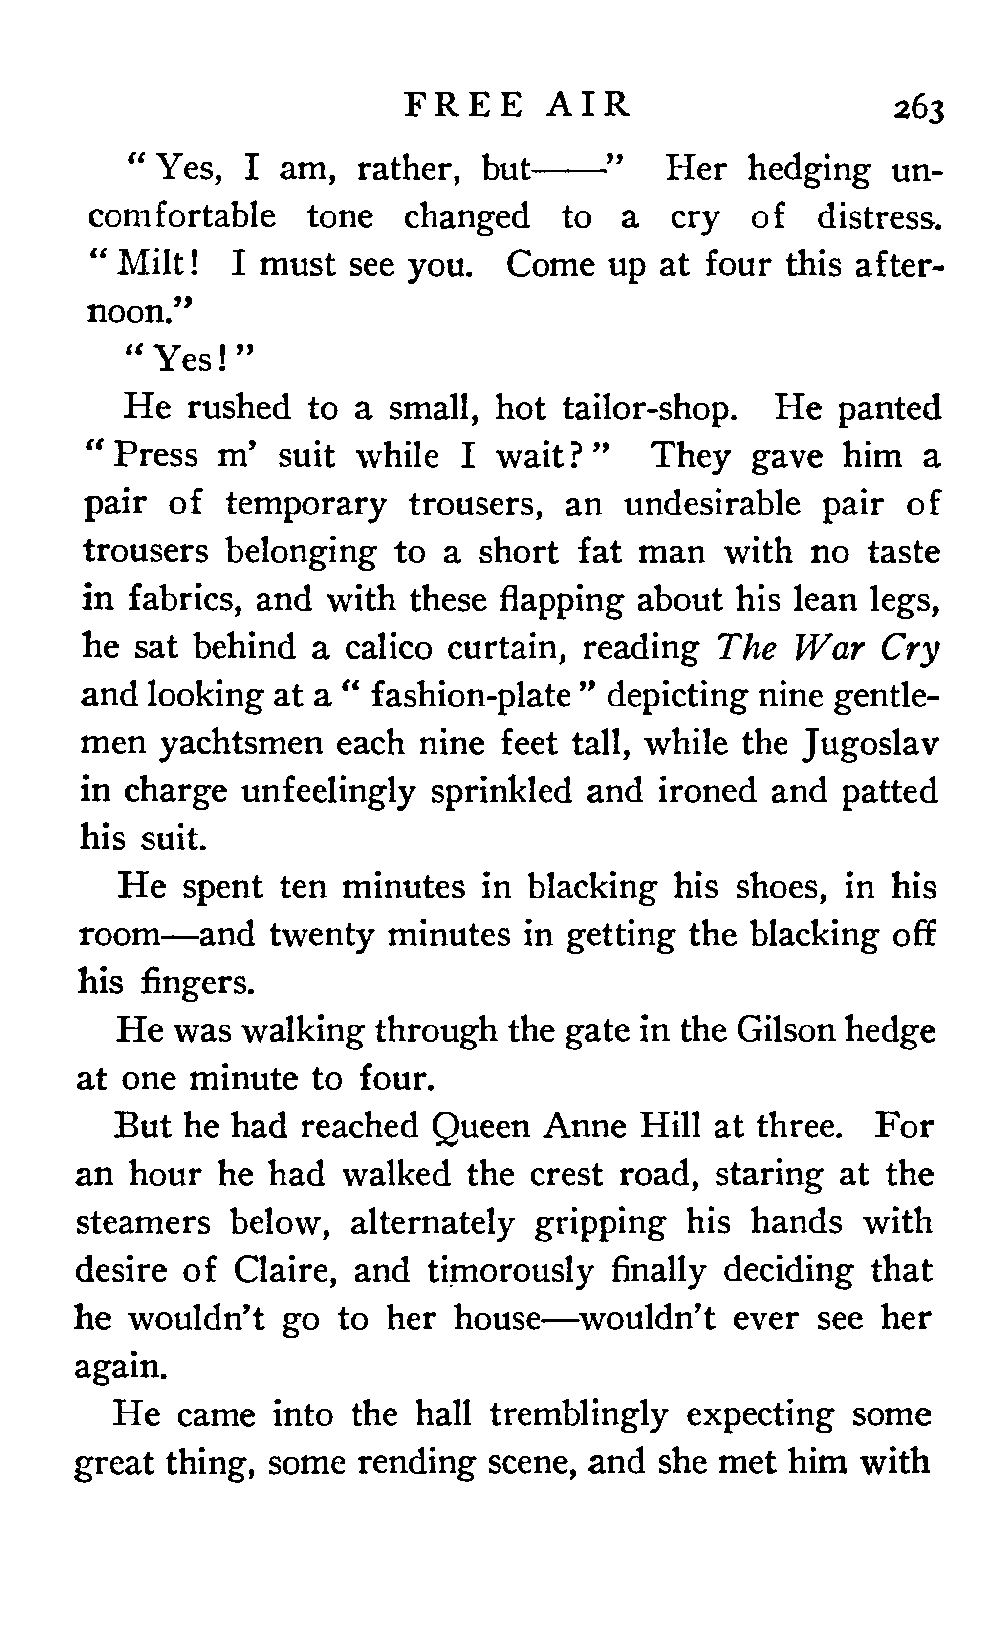 FREE AIR 263
“Yes, I am, rather, but——” Her hedging un-
comfortable tone changed to a cry of distress.
“Milt! I must see you. Come up at four this after-
noon.”
“Yes!”
He rushed to a small, hot tailor-shop. He panted
“Press m’ suit while I wait?” They gave him a
pair of temporary trousers, an undesirable pair of
trousers belonging to a short fat man with no taste
in fabrics, and with these flapping about his lean legs,
he sat behind a calico curtain, reading The War Cry
and looking at a “fashion-plate” depicting nine gentle-
men yachtsmen each nine feet tall, while the Jugoslav
in charge unfeelingly sprinkled and ironed and patted
his suit.
He spent ten minutes in blacking his shoes, in his
room—and twenty minutes in getting the blacking off
his fingers.
He was walking through the gate in the Gilson hedge
at one minute to four.
But he had reached Queen Anne Hill at three. For
an hour he had walked the crest road, staring at the
steamers below, alternately gripping his hands with
desire of Claire, and timorously finally deciding that
he wouldn’t go to her house—wouldn’t ever see her
again.
He came into the hall tremblingly expecting some
great thing, some rending scene, and she met him with